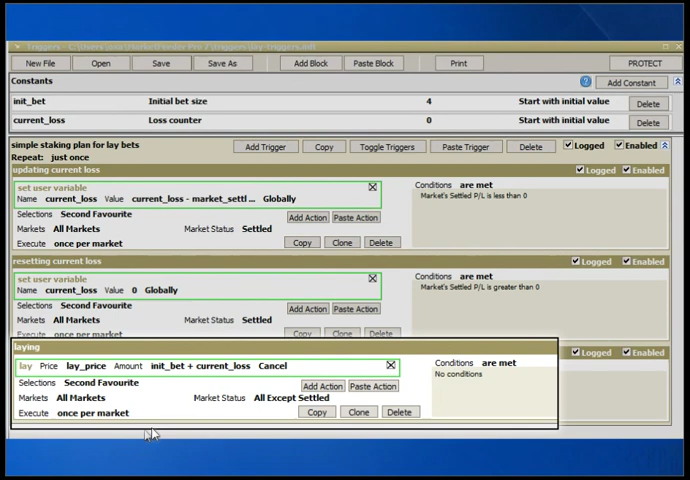 Triggers - C:\Users\
New File Open Save Save As Add Block Paste Block Print PROTECT
Constants Add Constant
init_bet Initial bet size 4 Start with initial value Delete
current_loss Loss counter 0 Start with initial value Delete
simple staking plan for lay bets Add Trigger Copy Toggle Triggers Paste Trigger Delete Logged Enabled
Repeat: just once
updating current loss Logged Enabled
set user variable Conditions are met
Name current_loss Value current_loss - market_settl ... Globally Market's Settled P/L is less than 0
Selections Second Favourite Add Action Paste Action
Markets All Markets Market Status Settled
Execute once per market Copy Clone Delete
resetting current loss Logged Enabled
set user variable Conditions are met
Name current_loss Value 0 Globally Market's Settled P/L is greater than 0
Selections Second Favourite Add Action Paste Action
Markets All Markets Market Status Settled
Execute once per market Copy Clone Delete
laying Logged Enabled
lay Price lay_price Amount init_bet + current_loss Cancel Conditions are met
No conditions
Selections Second Favourite Add Action Paste Action
Markets All Markets Market Status All Except Settled
Execute once per market Copy Clone Delete